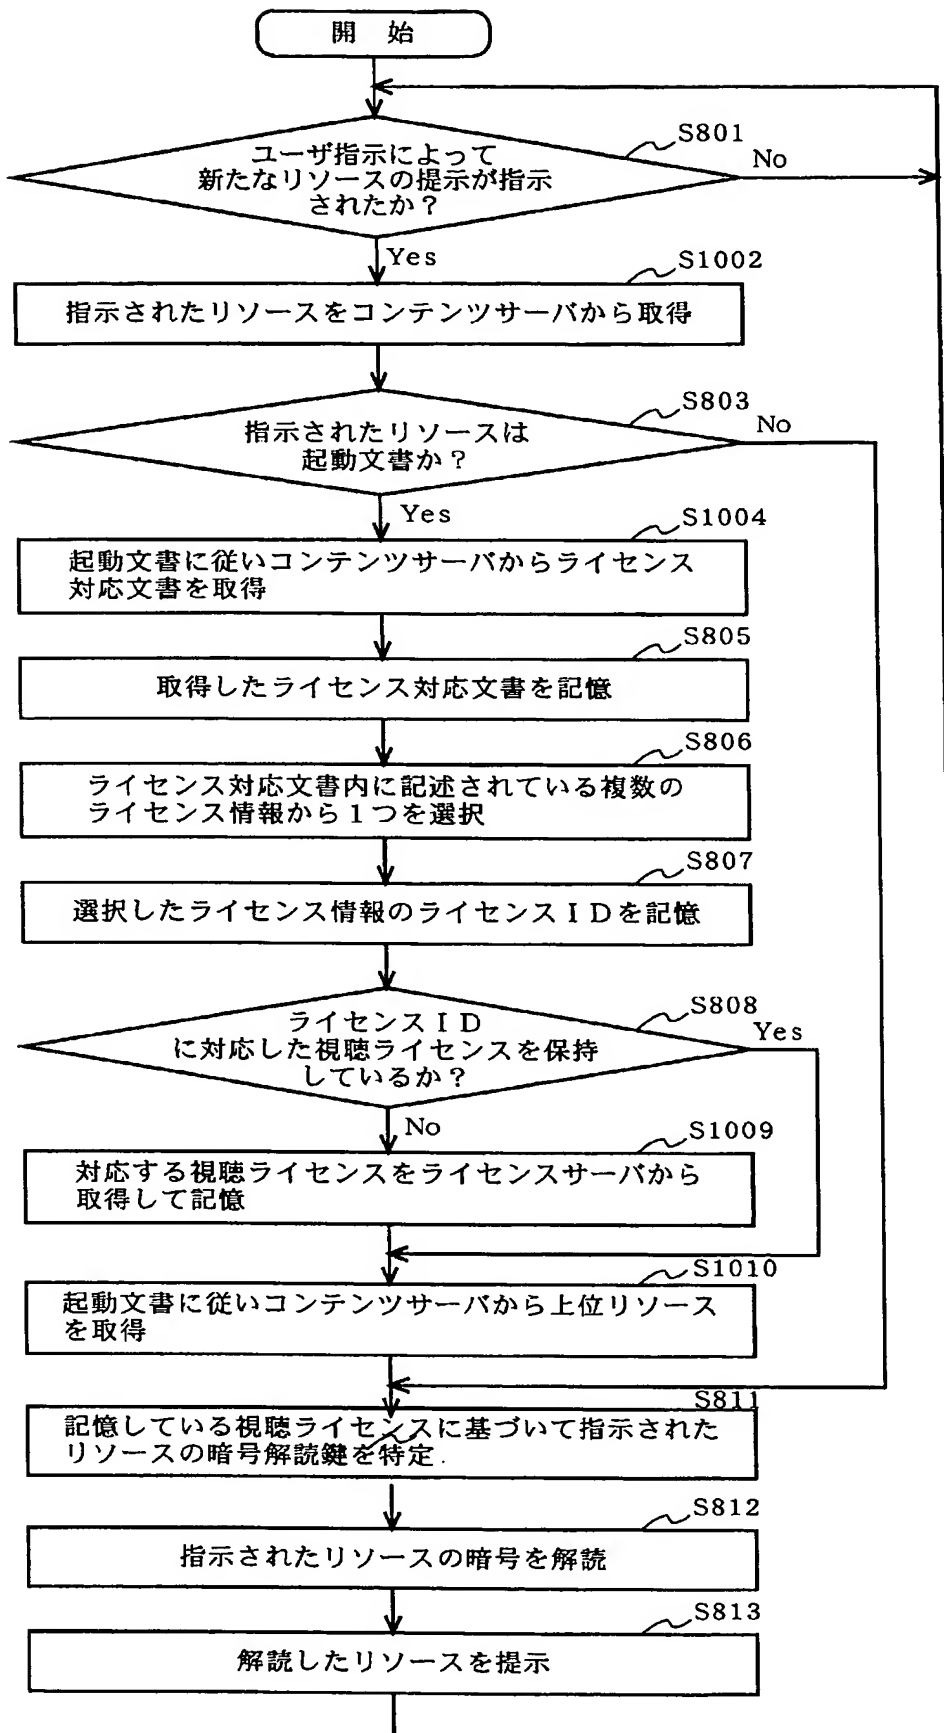 開 始
S801
ユーザ指示によって
新たなリソースの提示が指示
されたか？
No
Yes
S1002
指示されたリソースをコンテンツサーバから取得
S803
指示されたリソースは
起動文書か？
No
Yes
S1004
起動文書に従いコンテンツサーバからライセンス
対応文書を取得
S805
取得したライセンス対応文書を記憶
S806
ライセンス対応文書内に記述されている複数の
ライセンス情報から１つを選択
S807
選択したライセンス情報のライセンスＩＤを記憶
S808
ライセンスＩＤ
に対応した視聴ライセンスを保持
しているか？
Yes
No
S1009
対応する視聴ライセンスをライセンスサーバから
取得して記憶
S1010
起動文書に従いコンテンツサーバから上位リソース
を取得
S811
記憶している視聴ライセンスに基づいて指示された
リソースの暗号解読鍵を特定
S812
指示されたリソースの暗号を解読
S813
解読したリソースを提示